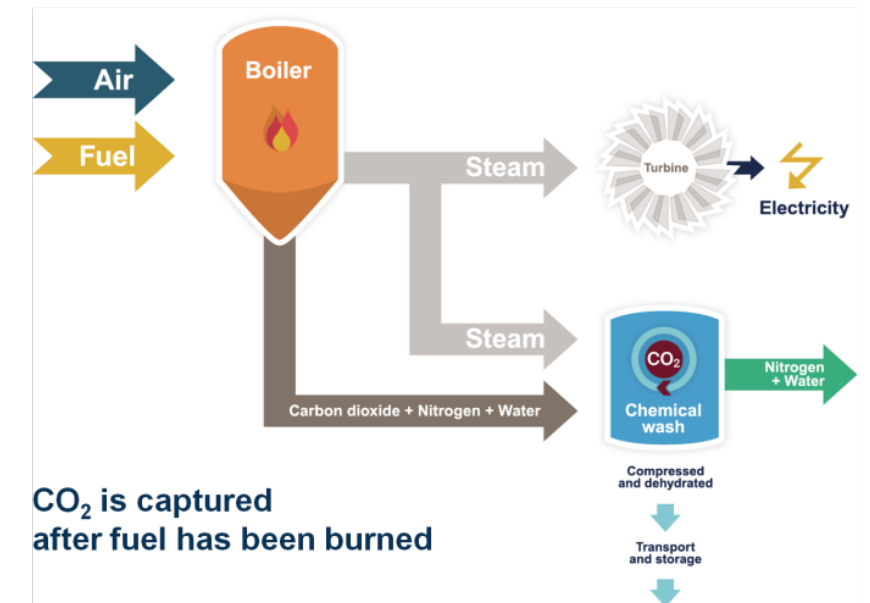 Air
Fuel
Boiler
Steam
Turbine
Electricity
Steam
Carbon dioxide + Nitrogen + Water
CO₂
Chemical
wash
Nitrogen
+ Water
Compressed
and dehydrated
Transport
and storage
CO₂ is captured
after fuel has been burned